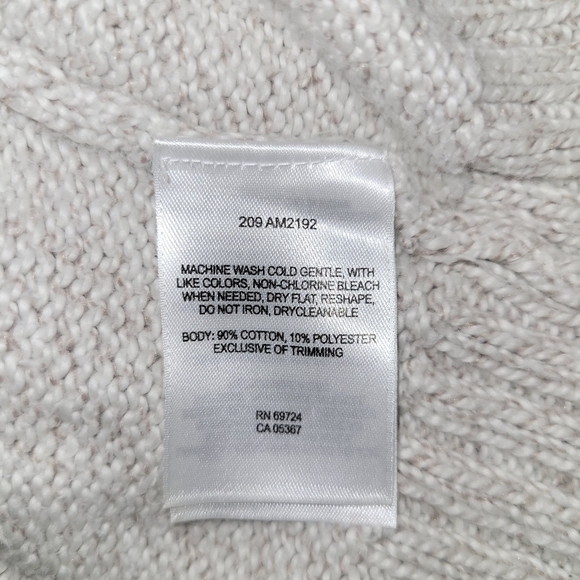 209 AM2192
MACHINE WASH COLD GENTLE, WITH
LIKE COLORS, NON-CHLORINE BLEACH
WHEN NEEDED, DRY FLAT, RESHAPE,
DO NOT IRON, DRYCLEANABLE
BODY: 90% COTTON, 10% POLYESTER
EXCLUSIVE OF TRIMMING
RN 69724
CA 05367